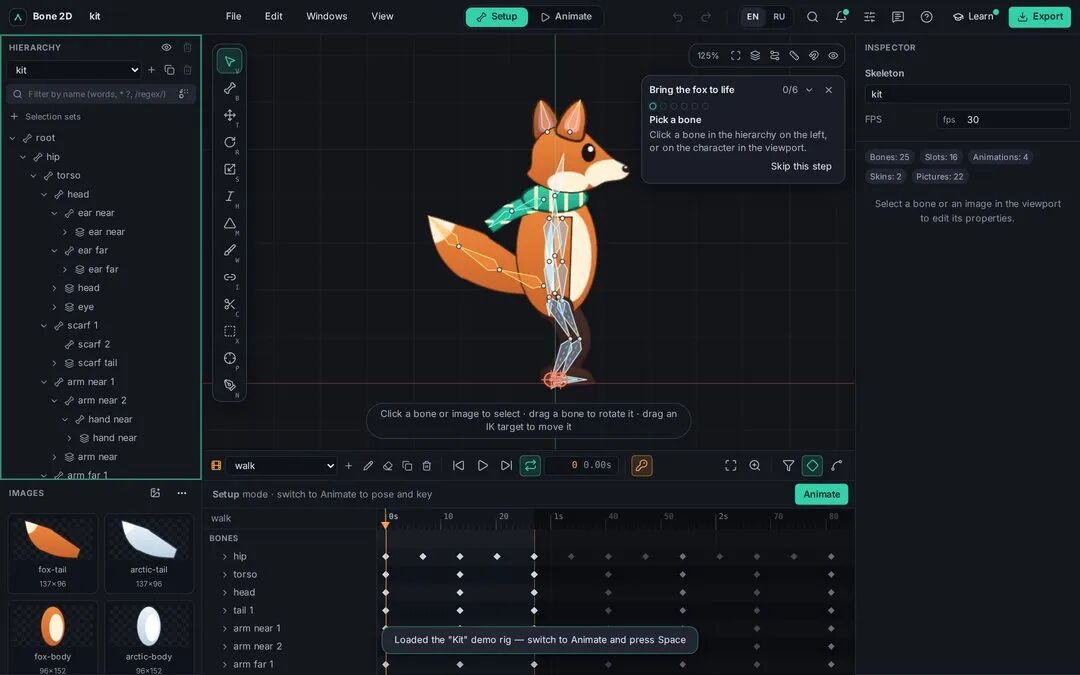 Bone 2D kit File Edit Windows View Setup Animate EN RU Learn Export
HIERARCHY
kit
Filter by name (words, * ?, /regex/)
Selection sets
root
hip
torso
head
ear near
ear near
ear far
ear far
head
eye
scarf 1
scarf 2
scarf tail
arm near 1
arm near 2
hand near
hand near
arm near
arm far 1
IMAGES
fox-tail
137×96
arctic-tail
137×96
fox-body
96×152
arctic-body
96×152
V
B
T
R
S
H
M
W
I
C
X
P
N
125%
Bring the fox to life 0/6
Pick a bone
Click a bone in the hierarchy on the left,
or on the character in the viewport.
Skip this step
Click a bone or image to select · drag a bone to rotate it · drag an
IK target to move it
INSPECTOR
Skeleton
kit
FPS fps 30
Bones: 25 Slots: 16 Animations: 4
Skins: 2 Pictures: 22
Select a bone or an image in the viewport
to edit its properties.
walk 0 0.00s
Setup mode · switch to Animate to pose and key Animate
walk 0s 10 20 1s 40 50 2s 70 80
BONES
hip
torso
head
tail 1
arm near 1
arm near 2
arm far 1
Loaded the "Kit" demo rig — switch to Animate and press Space